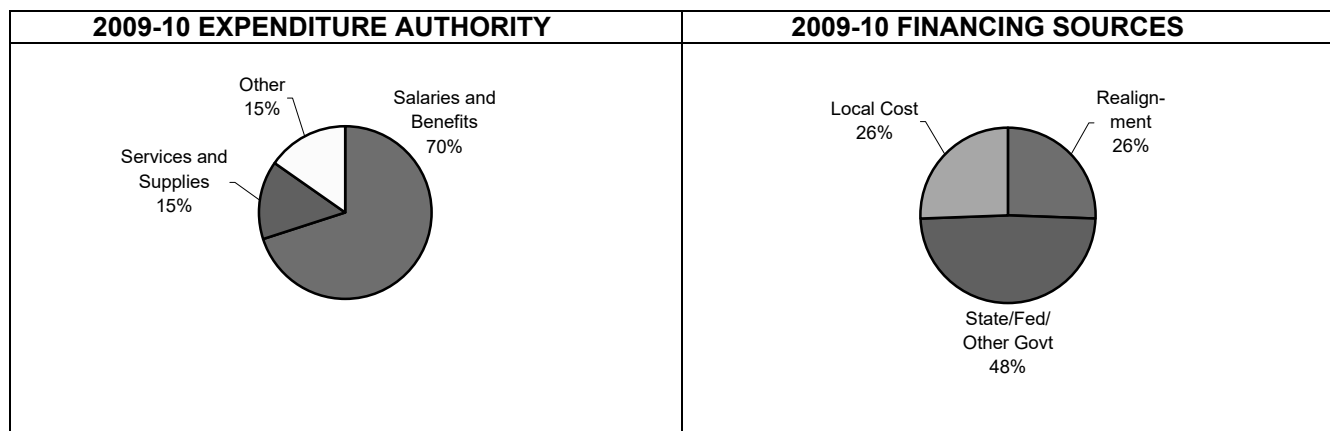 2009-10 EXPENDITURE AUTHORITY
Other
15%
Salaries and
Benefits
70%
Services and
Supplies
15%
2009-10 FINANCING SOURCES
Local Cost
26%
Realign-
ment
26%
State/Fed/
Other Govt
48%